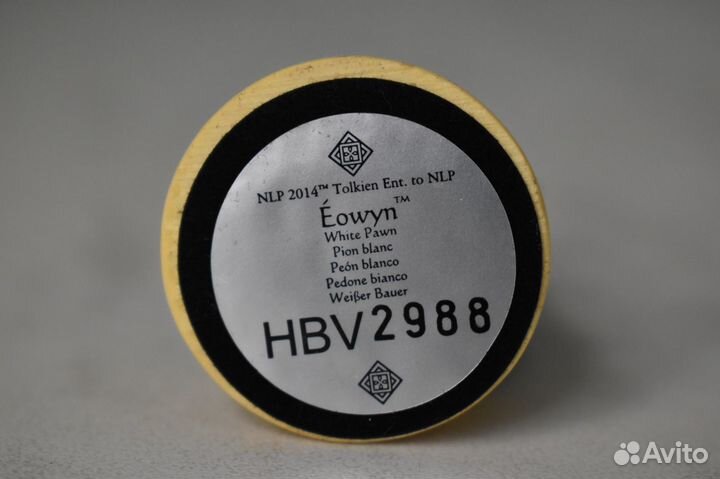 NLP 2014™ Tolkien Ent. to NLP
Éowyn™
White Pawn
Pion blanc
Peón blanco
Pedone bianco
Weißer Bauer
HBV2988
Avito